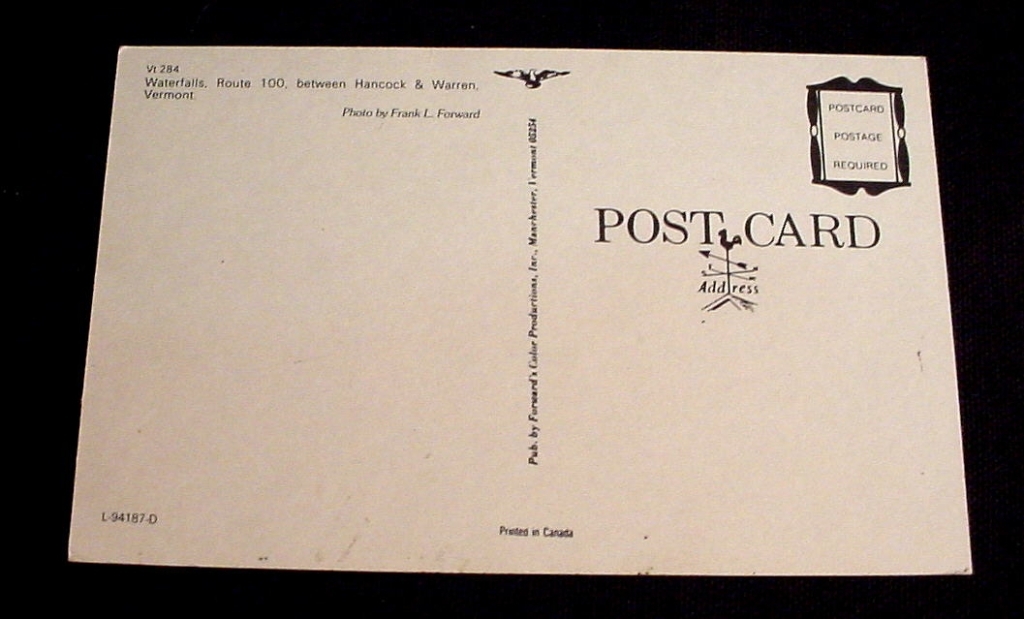 Vt 284
Waterfalls, Route 100, between Hancock & Warren,
Vermont.
Photo by Frank L. Forward
Pub. by Forward's Color Productions, Inc., Manchester, Vermont 05254
POSTCARD
POSTAGE
REQUIRED
POST CARD
Address
L-94187-D
Printed in Canada